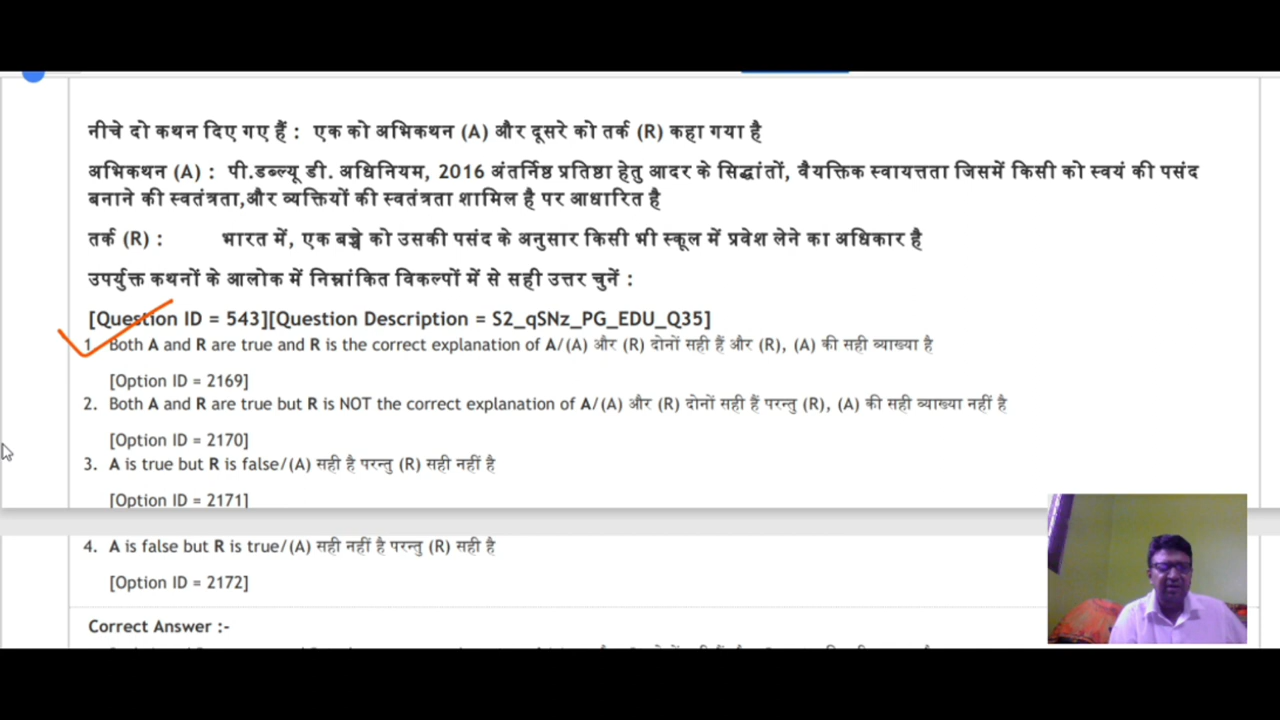 नीचे दो कथन दिए गए हैं : एक को अभिकथन (A) और दूसरे को तर्क (R) कहा गया है
अभिकथन (A) : पी.डब्ल्यू डी. अधिनियम, 2016 अंतर्निष्ठ प्रतिष्ठा हेतु आदर के सिद्धांतों, वैयक्तिक स्वायत्तता जिसमें किसी को स्वयं की पसंद
बनाने की स्वतंत्रता,और व्यक्तियों की स्वतंत्रता शामिल है पर आधारित है
तर्क (R) : भारत में, एक बच्चे को उसकी पसंद के अनुसार किसी भी स्कूल में प्रवेश लेने का अधिकार है
उपर्युक्त कथनों के आलोक में निम्नांकित विकल्पों में से सही उत्तर चुनें :
[Question ID = 543][Question Description = S2_qSNz_PG_EDU_Q35]
1. Both A and R are true and R is the correct explanation of A/(A) और (R) दोनों सही हैं और (R), (A) की सही व्याख्या है
[Option ID = 2169]
2. Both A and R are true but R is NOT the correct explanation of A/(A) और (R) दोनों सही हैं परन्तु (R), (A) की सही व्याख्या नहीं है
[Option ID = 2170]
3. A is true but R is false/(A) सही है परन्तु (R) सही नहीं है
[Option ID = 2171]
4. A is false but R is true/(A) सही नहीं है परन्तु (R) सही है
[Option ID = 2172]
Correct Answer :-